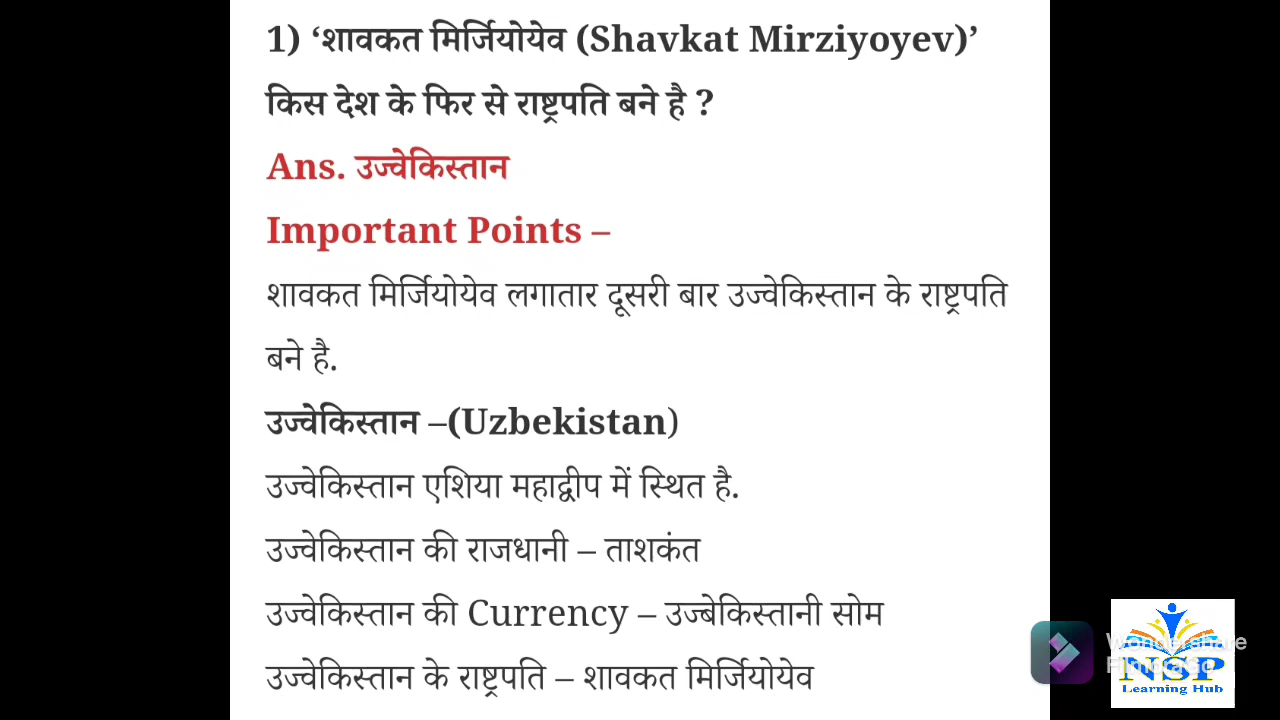 1) ‘शावकत मिर्जियोयेव (Shavkat Mirziyoyev)’
किस देश के फिर से राष्ट्रपति बने है ?
Ans. उज्वेकिस्तान
Important Points –
शावकत मिर्जियोयेव लगातार दूसरी बार उज्वेकिस्तान के राष्ट्रपति
बने है.
उज्वेकिस्तान –(Uzbekistan)
उज्वेकिस्तान एशिया महाद्वीप में स्थित है.
उज्वेकिस्तान की राजधानी – ताशकंत
उज्वेकिस्तान की Currency – उज्बेकिस्तानी सोम
उज्वेकिस्तान के राष्ट्रपति – शावकत मिर्जियोयेव
Wondershare
NSP
Learning Hub